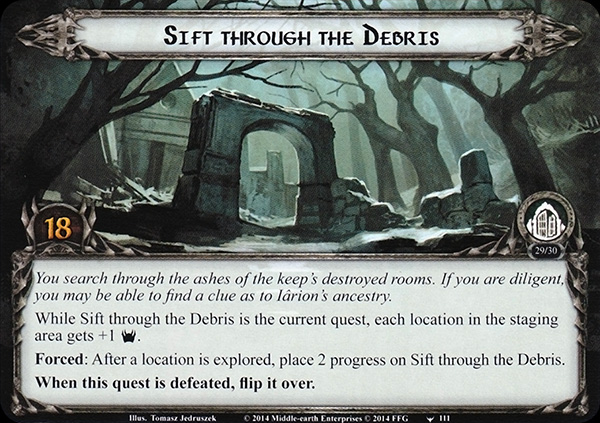 Sift through the Debris
18
29/30
You search through the ashes of the keep's destroyed rooms. If you are diligent,
you may be able to find a clue as to Iârion's ancestry.
While Sift through the Debris is the current quest, each location in the staging
area gets +1 .
Forced: After a location is explored, place 2 progress on Sift through the Debris.
When this quest is defeated, flip it over.
Illus. Tomasz Jedruszek © 2014 Middle-earth Enterprises © 2014 FFG 111